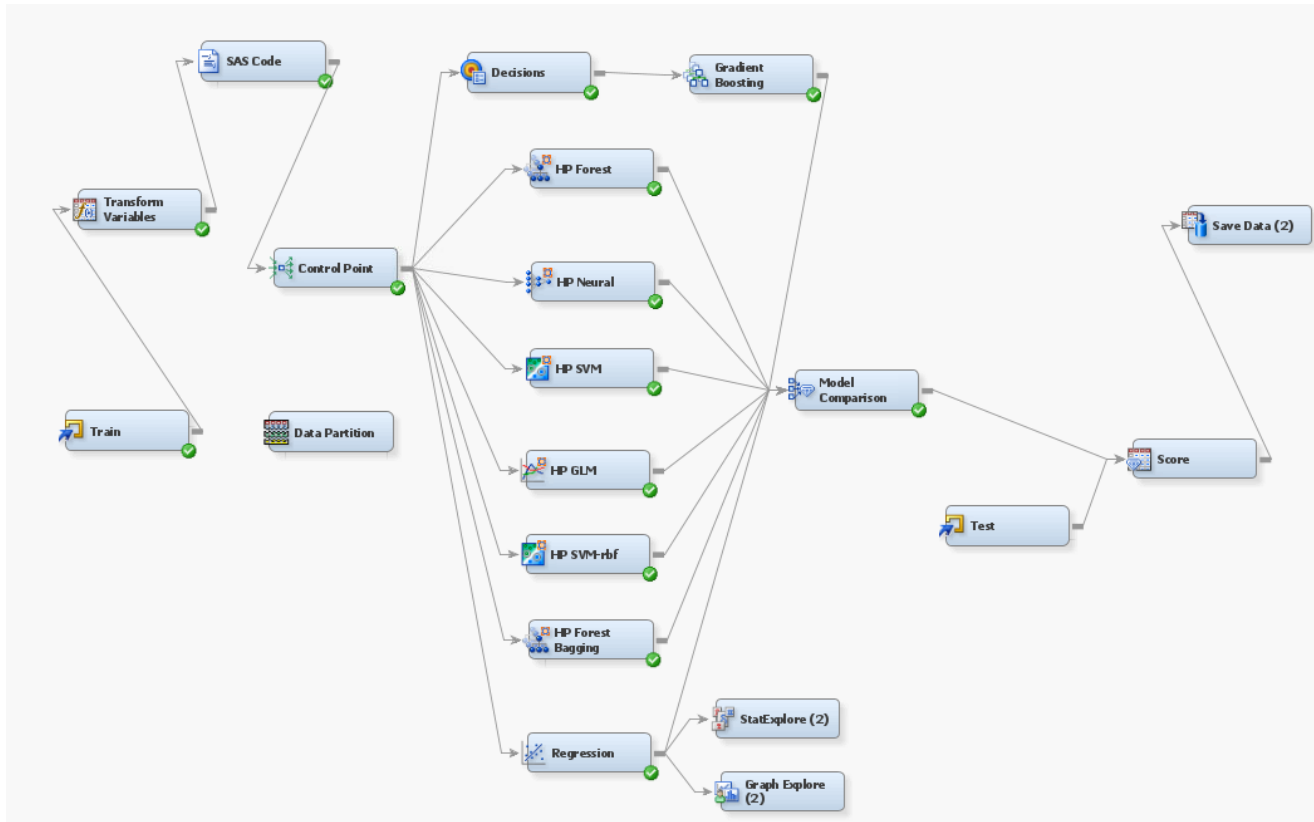 SAS Code
Decisions
Gradient
Boosting
HP Forest
Transform
Variables
Save Data (2)
Control Point
HP Neural
HP SVM
Model
Comparison
Train
Data Partition
HP GLM
Score
Test
HP SVM-rbf
HP Forest
Bagging
StatExplore (2)
Regression
Graph Explore
(2)